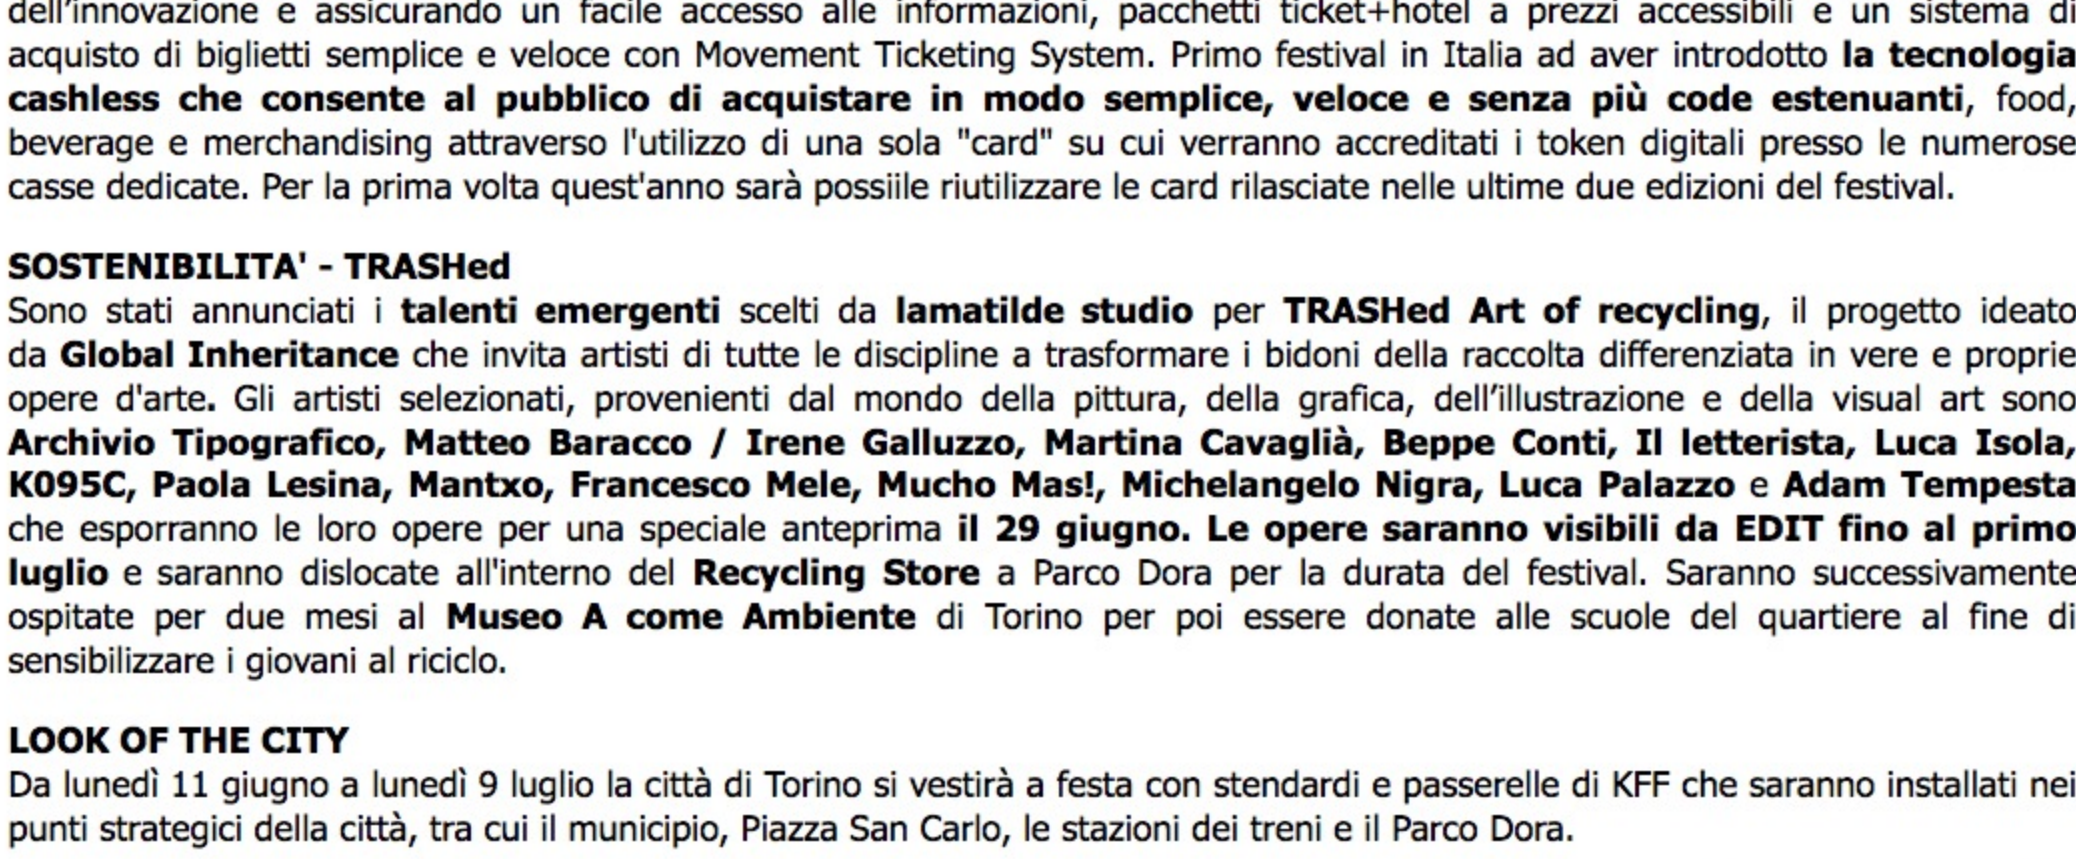 dell'innovazione e assicurando un facile accesso alle informazioni, pacchetti ticket+hotel a prezzi accessibili e un sistema di
acquisto di biglietti semplice e veloce con Movement Ticketing System. Primo festival in Italia ad aver introdotto la tecnologia
cashless che consente al pubblico di acquistare in modo semplice, veloce e senza più code estenuanti, food,
beverage e merchandising attraverso l'utilizzo di una sola "card" su cui verranno accreditati i token digitali presso le numerose
casse dedicate. Per la prima volta quest'anno sarà possiile riutilizzare le card rilasciate nelle ultime due edizioni del festival.
SOSTENIBILITA' - TRASHed
Sono stati annunciati i talenti emergenti scelti da lamatilde studio per TRASHed Art of recycling, il progetto ideato
da Global Inheritance che invita artisti di tutte le discipline a trasformare i bidoni della raccolta differenziata in vere e proprie
opere d'arte. Gli artisti selezionati, provenienti dal mondo della pittura, della grafica, dell’illustrazione e della visual art sono
Archivio Tipografico, Matteo Baracco / Irene Galluzzo, Martina Cavaglià, Beppe Conti, Il letterista, Luca Isola,
K095C, Paola Lesina, Mantxo, Francesco Mele, Mucho Mas!, Michelangelo Nigra, Luca Palazzo e Adam Tempesta
che esporranno le loro opere per una speciale anteprima il 29 giugno. Le opere saranno visibili da EDIT fino al primo
luglio e saranno dislocate all'interno del Recycling Store a Parco Dora per la durata del festival. Saranno successivamente
ospitate per due mesi al Museo A come Ambiente di Torino per poi essere donate alle scuole del quartiere al fine di
sensibilizzare i giovani al riciclo.
LOOK OF THE CITY
Da lunedì 11 giugno a lunedì 9 luglio la città di Torino si vestirà a festa con stendardi e passerelle di KFF che saranno installati nei
punti strategici della città, tra cui il municipio, Piazza San Carlo, le stazioni dei treni e il Parco Dora.